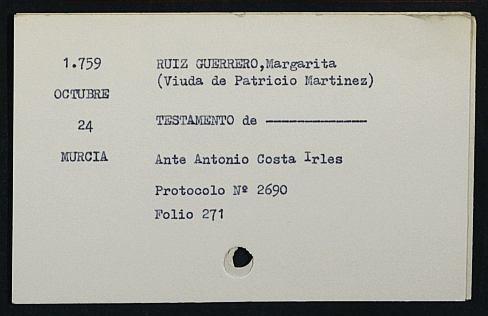 1.759
RUIZ GUERRERO,Margarita
(Viuda de Patricio Martinez)
OCTUBRE
24
TESTAMENTO de --------------
MURCIA
Ante Antonio Costa Irles
Protocolo Nº 2690
Folio 271